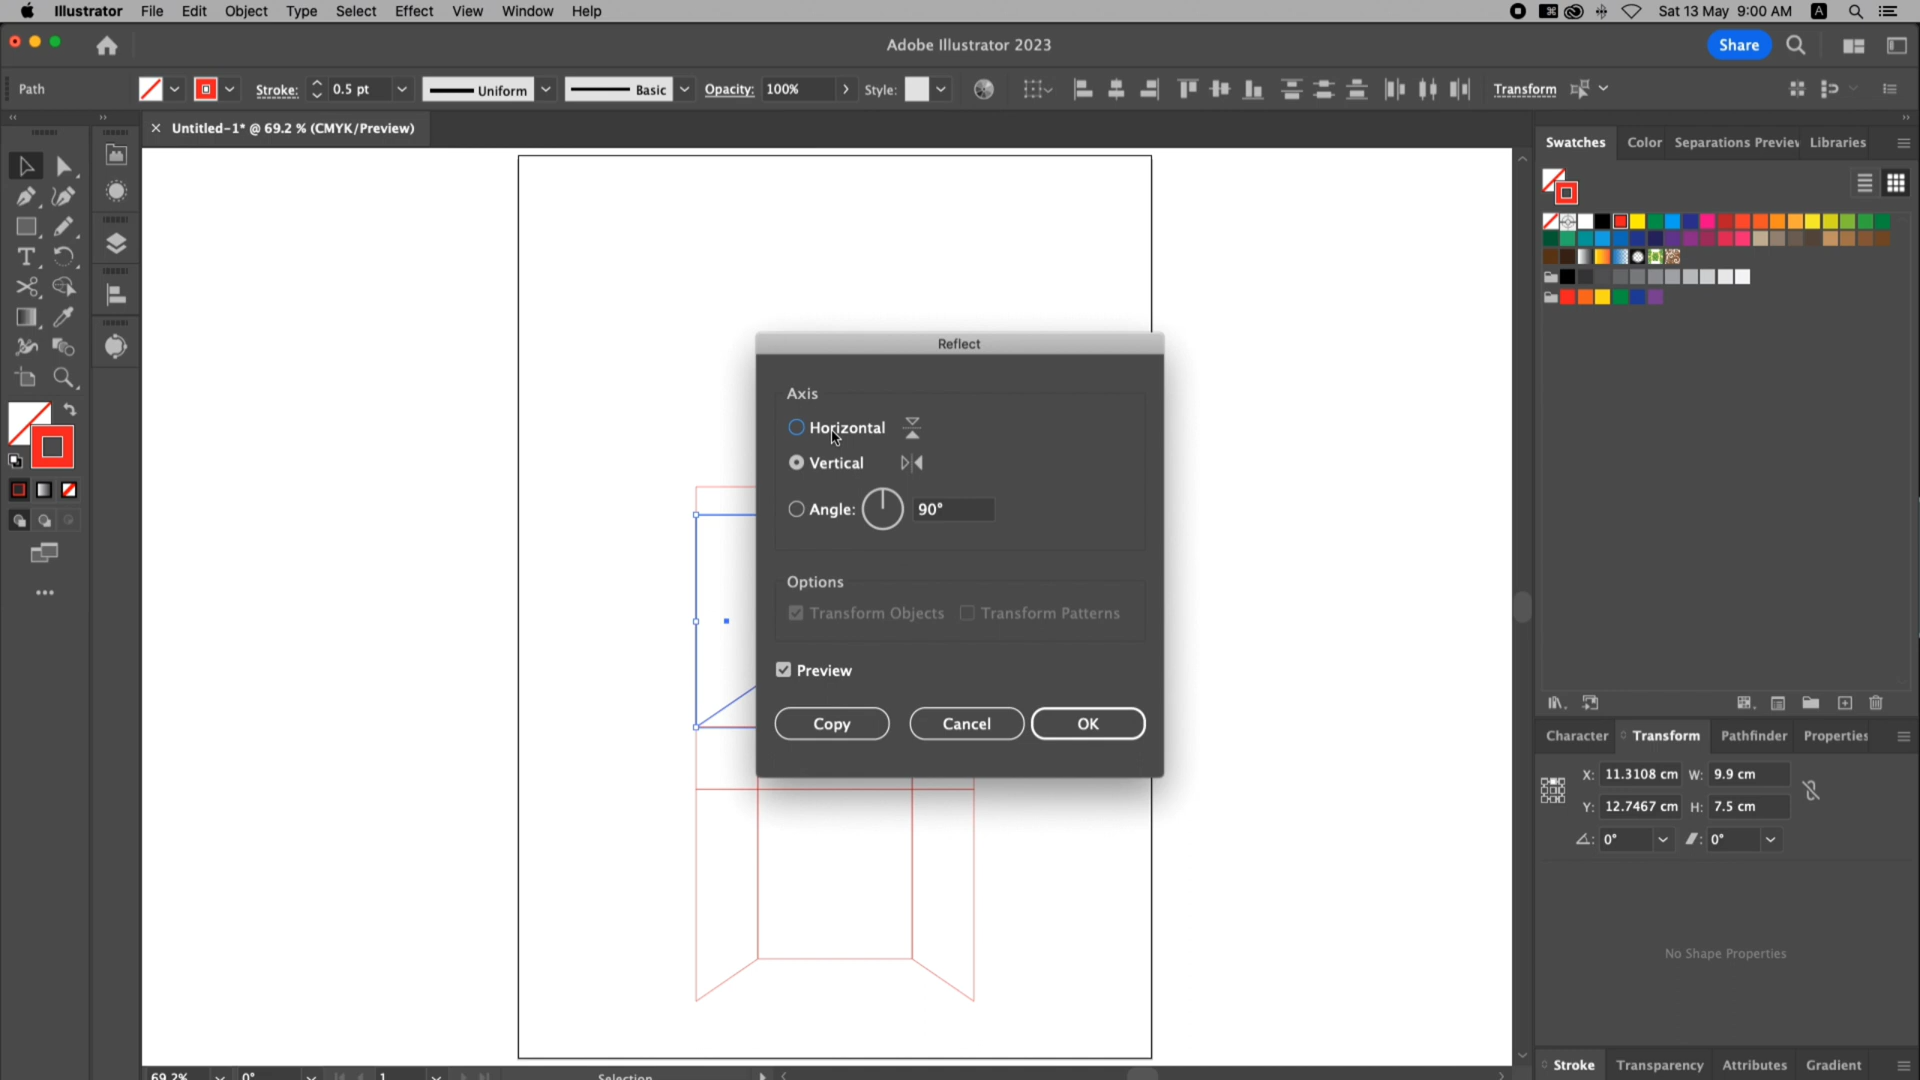 Illustrator File Edit Object Type Select Effect View Window Help
Sat 13 May 9:00 AM A
Adobe Illustrator 2023
Share
Path Stroke: 0.5 pt Uniform Basic Opacity: 100% Style: Transform
Untitled-1* @ 69.2 % (CMYK/Preview)
Swatches Color Separations Preview Libraries
Reflect
Axis
Horizontal
Vertical
Angle: 90°
Options
Transform Objects Transform Patterns
Preview
Copy Cancel OK
Character Transform Pathfinder Properties
X: 11.3108 cm W: 9.9 cm
Y: 12.7467 cm H: 7.5 cm
0° 0°
No Shape Properties
Stroke Transparency Attributes Gradient
69.2% 0° 1 Selection